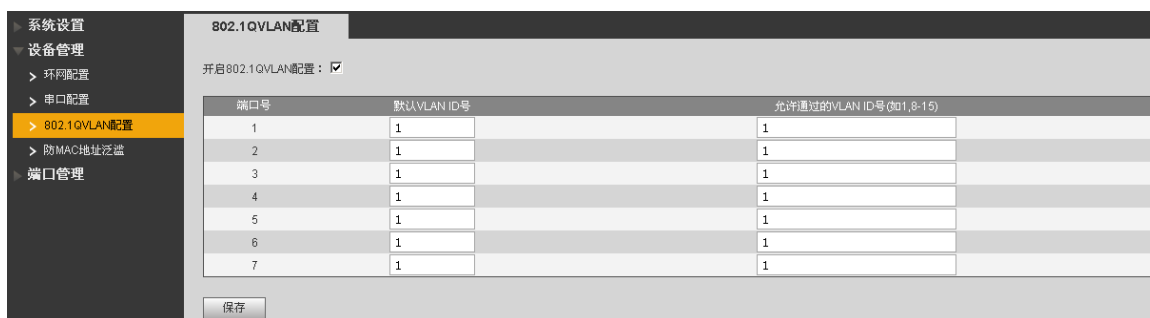 系统设置
设备管理
环网配置
串口配置
802.1QVLAN配置
防MAC地址泛滥
端口管理
802.1QVLAN配置
开启802.1QVLAN配置：
端口号 默认VLAN ID号 允许通过的VLAN ID号(如1,8-15)
1 1 1
2 1 1
3 1 1
4 1 1
5 1 1
6 1 1
7 1 1
保存